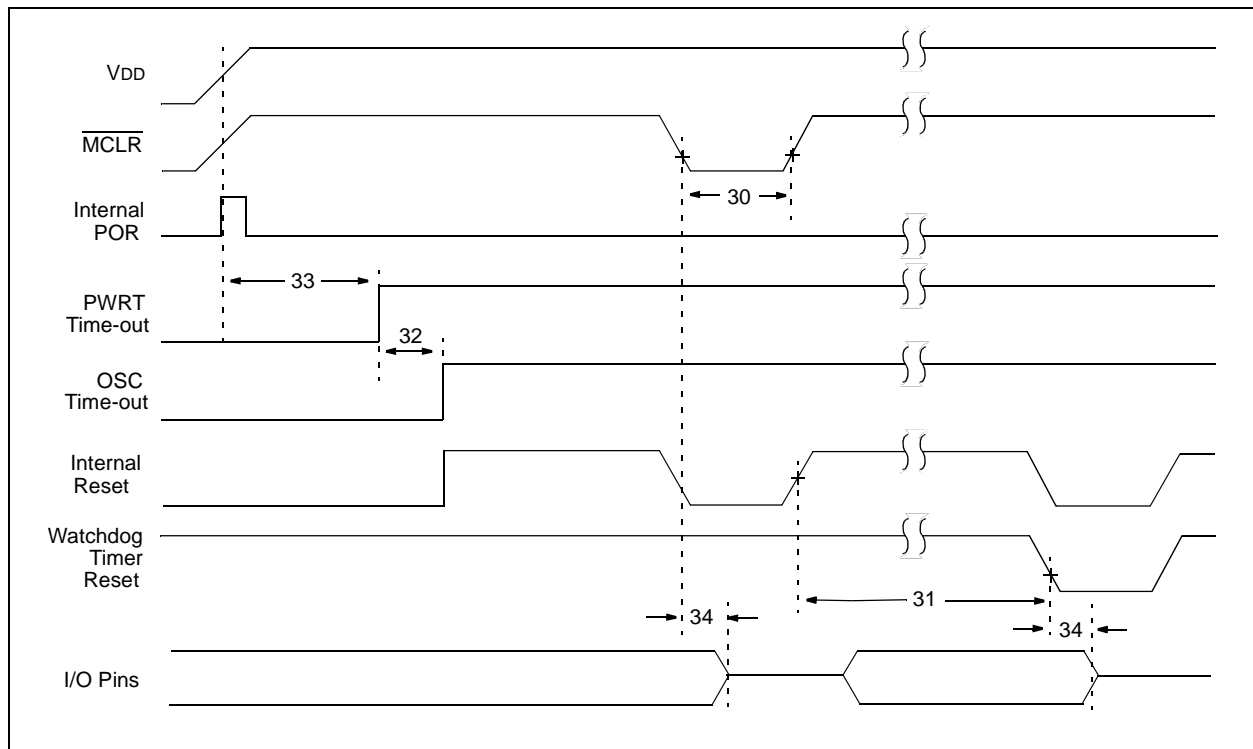 VDD
MCLR
Internal
POR
30
33
PWRT
Time-out
32
OSC
Time-out
Internal
Reset
Watchdog
Timer
Reset
31
34
34
I/O Pins